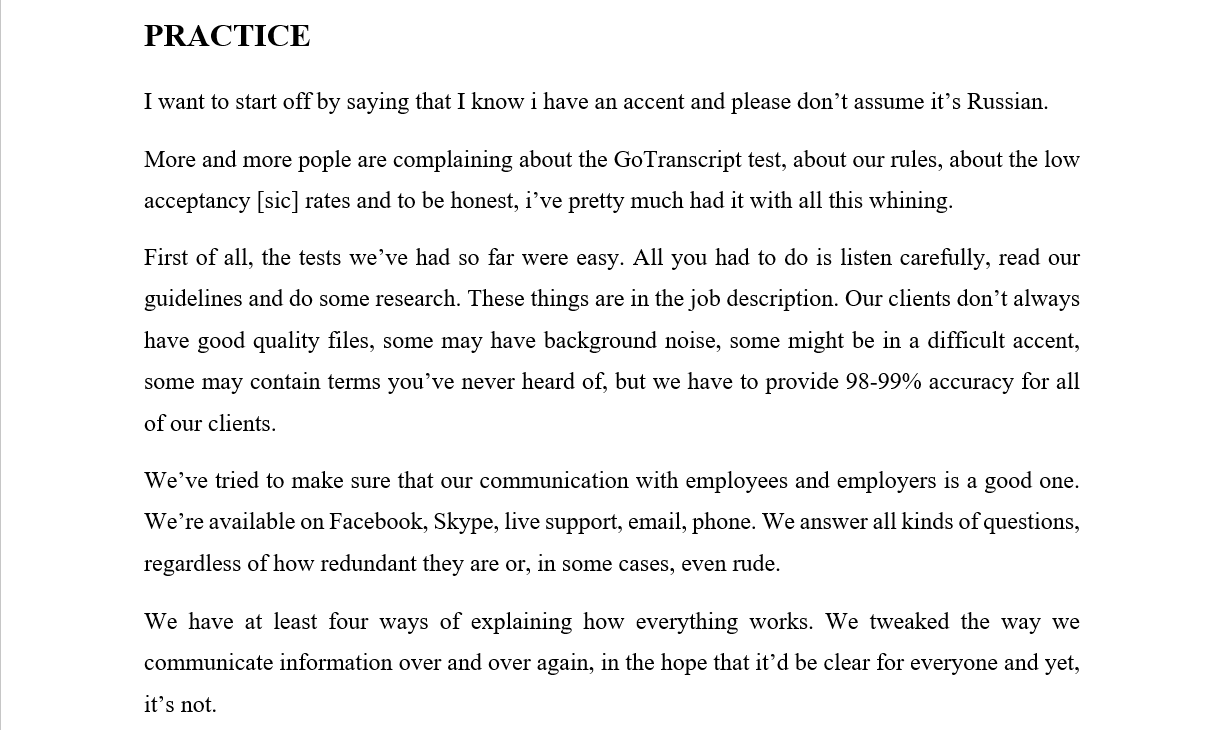 PRACTICE
I want to start off by saying that I know i have an accent and please don’t assume it’s Russian.
More and more pople are complaining about the GoTranscript test, about our rules, about the low
acceptancy [sic] rates and to be honest, i’ve pretty much had it with all this whining.
First of all, the tests we’ve had so far were easy. All you had to do is listen carefully, read our
guidelines and do some research. These things are in the job description. Our clients don’t always
have good quality files, some may have background noise, some might be in a difficult accent,
some may contain terms you’ve never heard of, but we have to provide 98-99% accuracy for all
of our clients.
We’ve tried to make sure that our communication with employees and employers is a good one.
We’re available on Facebook, Skype, live support, email, phone. We answer all kinds of questions,
regardless of how redundant they are or, in some cases, even rude.
We have at least four ways of explaining how everything works. We tweaked the way we
communicate information over and over again, in the hope that it’d be clear for everyone and yet,
it’s not.